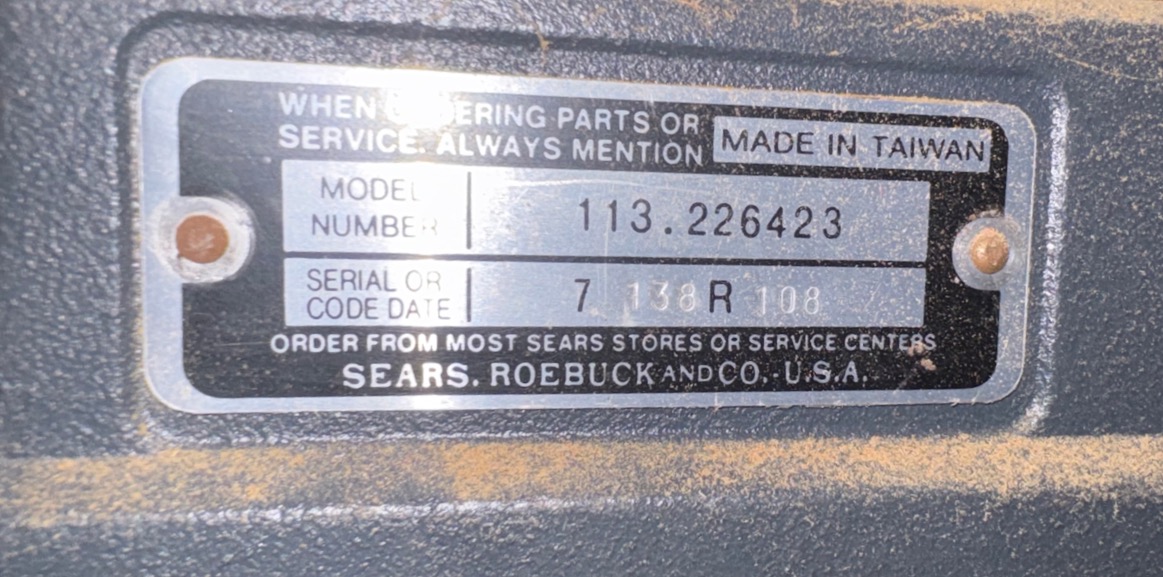 WHEN ORDERING PARTS OR
SERVICE. ALWAYS MENTION
MADE IN TAIWAN
MODEL
NUMBER
113.226423
SERIAL OR
CODE DATE
7 138 R 108
ORDER FROM MOST SEARS STORES OR SERVICE CENTERS
SEARS. ROEBUCK AND CO.-U.S.A.